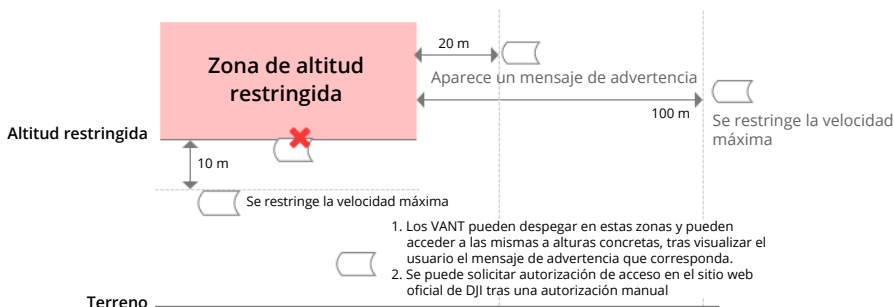 20 m
Zona de altitud
restringida
Aparece un mensaje de advertencia
100 m
Se restringe la velocidad
máxima
Altitud restringida
10 m
Se restringe la velocidad máxima
1. Los VANT pueden despegar en estas zonas y pueden
acceder a las mismas a alturas concretas, tras visualizar el
usuario el mensaje de advertencia que corresponda.
2. Se puede solicitar autorización de acceso en el sitio web
oficial de DJI tras una autorización manual
Terreno